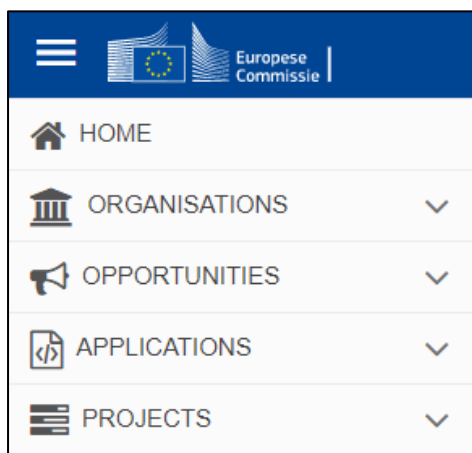 Europese
Commissie
HOME
ORGANISATIONS
OPPORTUNITIES
APPLICATIONS
PROJECTS